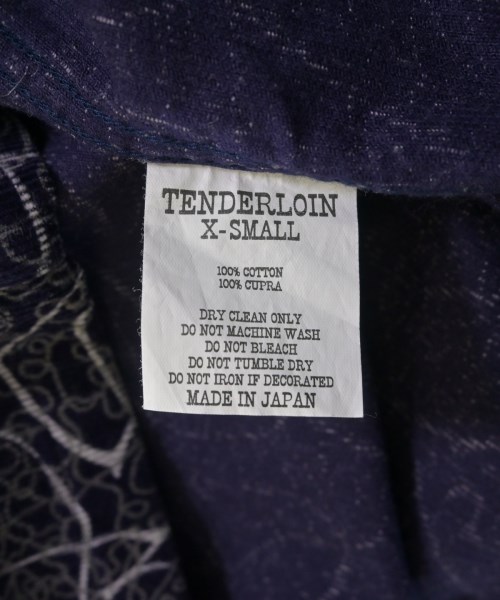 TENDERLOIN
X-SMALL
100% COTTON
100% CUPRA
DRY CLEAN ONLY
DO NOT MACHINE WASH
DO NOT BLEACH
DO NOT TUMBLE DRY
DO NOT IRON IF DECORATED
MADE IN JAPAN